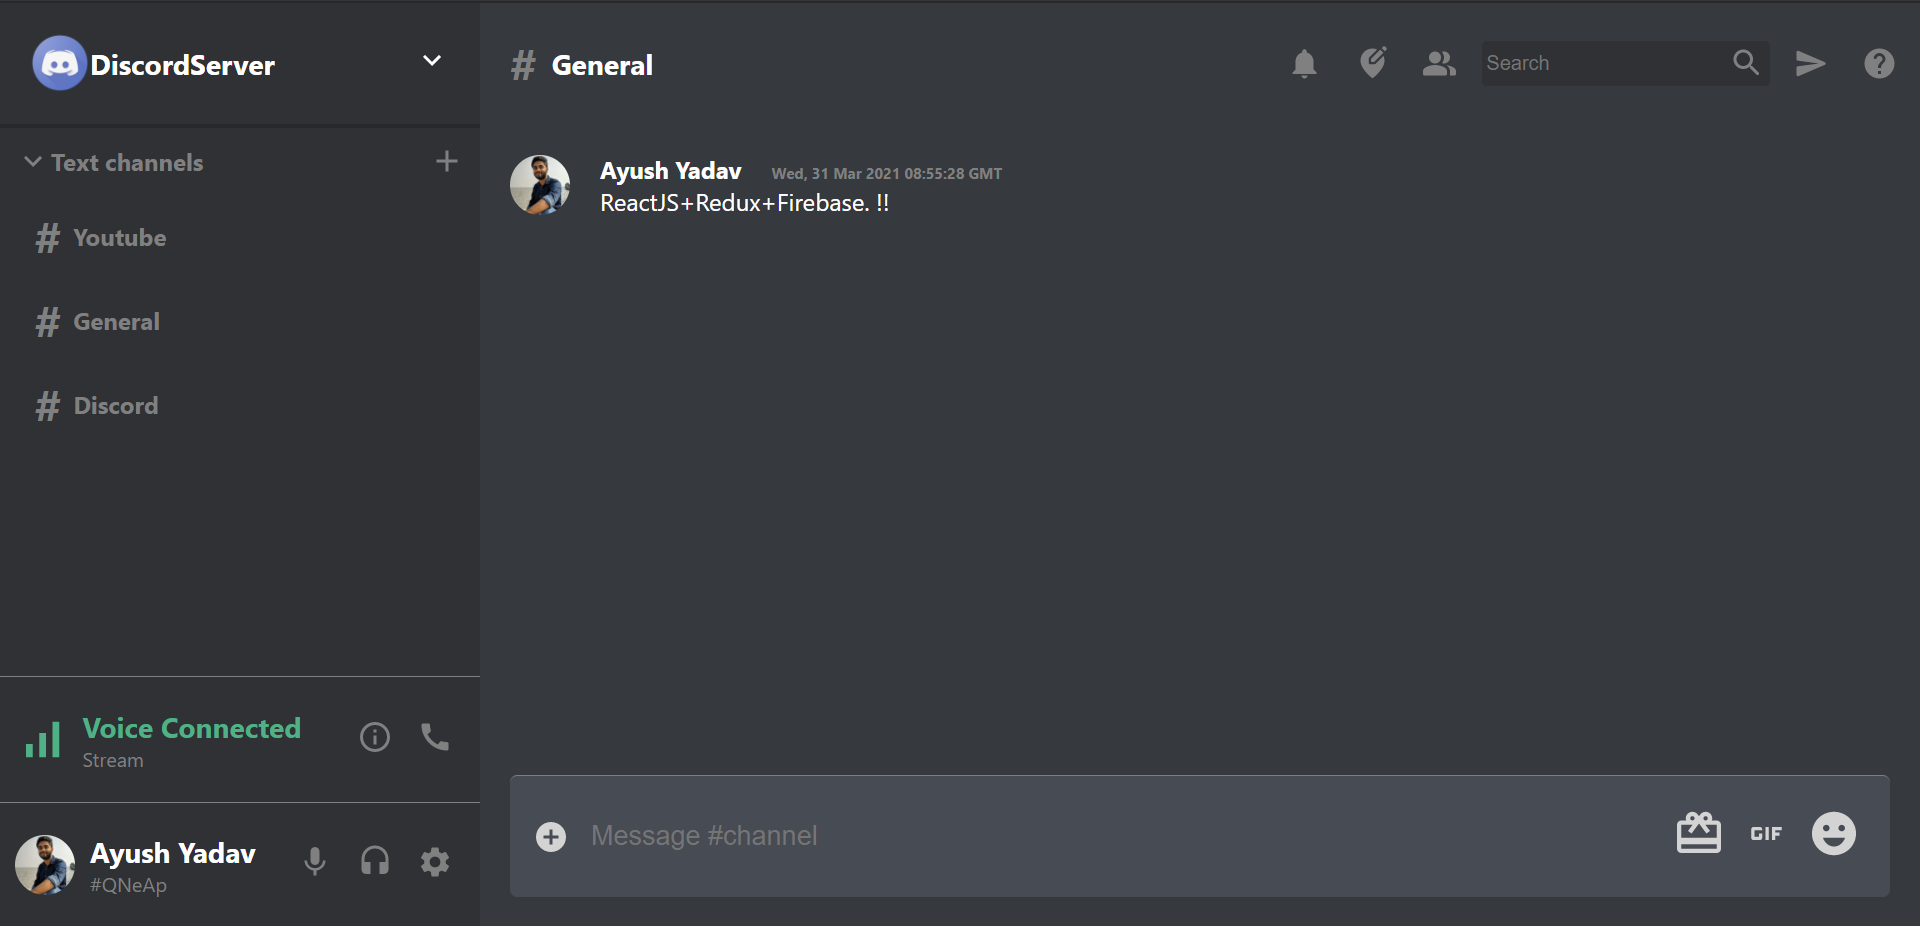 DiscordServer
Text channels
# Youtube
# General
# Discord
Voice Connected
Stream
Ayush Yadav
#QNeAp
# General
Search
Ayush Yadav Wed, 31 Mar 2021 08:55:28 GMT
ReactJS+Redux+Firebase. !!
Message #channel
GIF